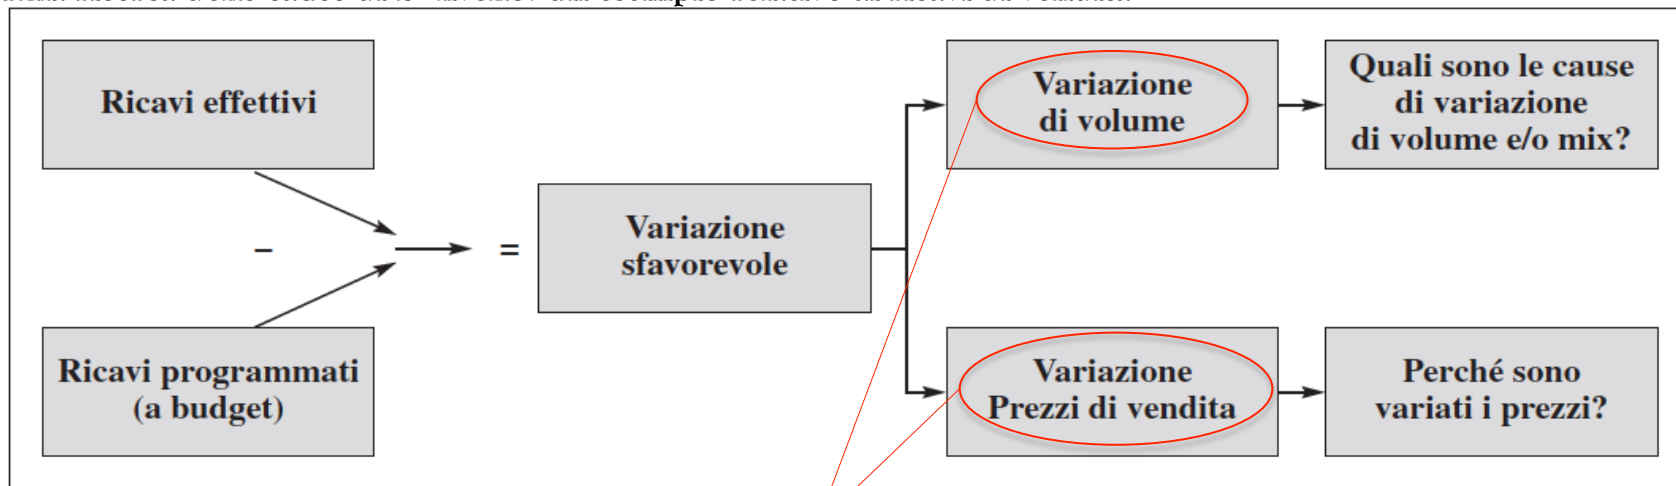 Ricavi effettivi
–
=
Ricavi programmati
(a budget)
Variazione
sfavorevole
Variazione
di volume
Quali sono le cause
di variazione
di volume e/o mix?
Variazione
Prezzi di vendita
Perché sono
variati i prezzi?